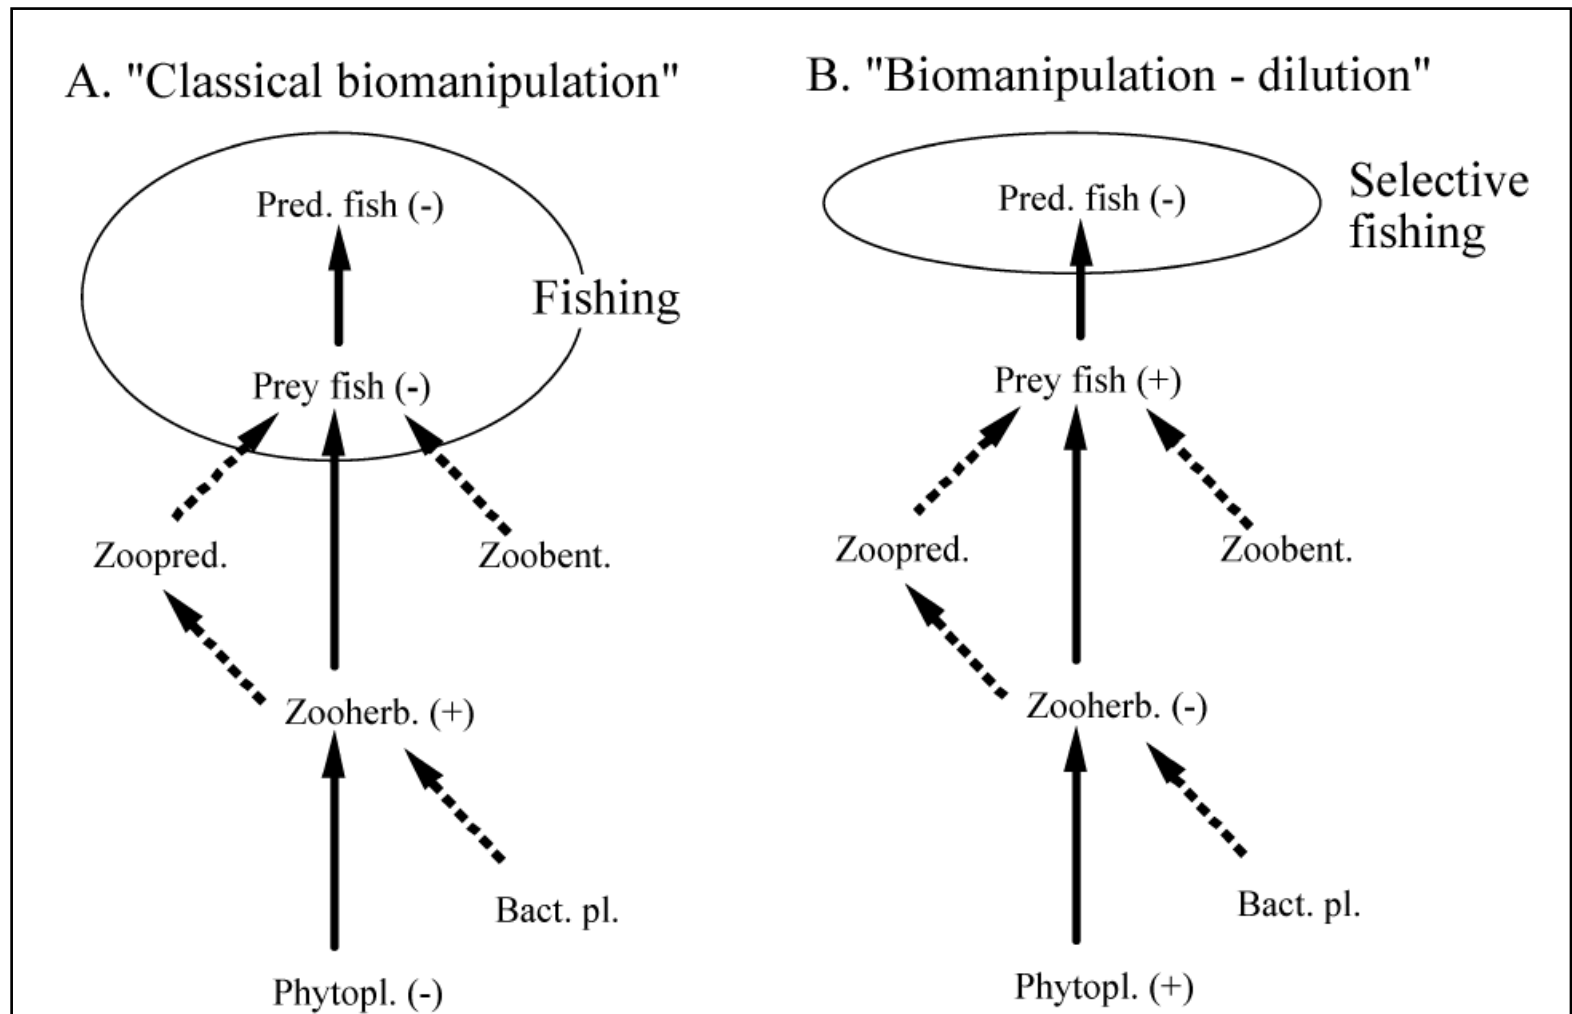 A. "Classical biomanipulation"
Pred. fish (-)
Fishing
Prey fish (-)
Zoopred.
Zoobent.
Zooherb. (+)
Bact. pl.
Phytopl. (-)
B. "Biomanipulation - dilution"
Pred. fish (-)
Selective
fishing
Prey fish (+)
Zoopred.
Zoobent.
Zooherb. (-)
Bact. pl.
Phytopl. (+)